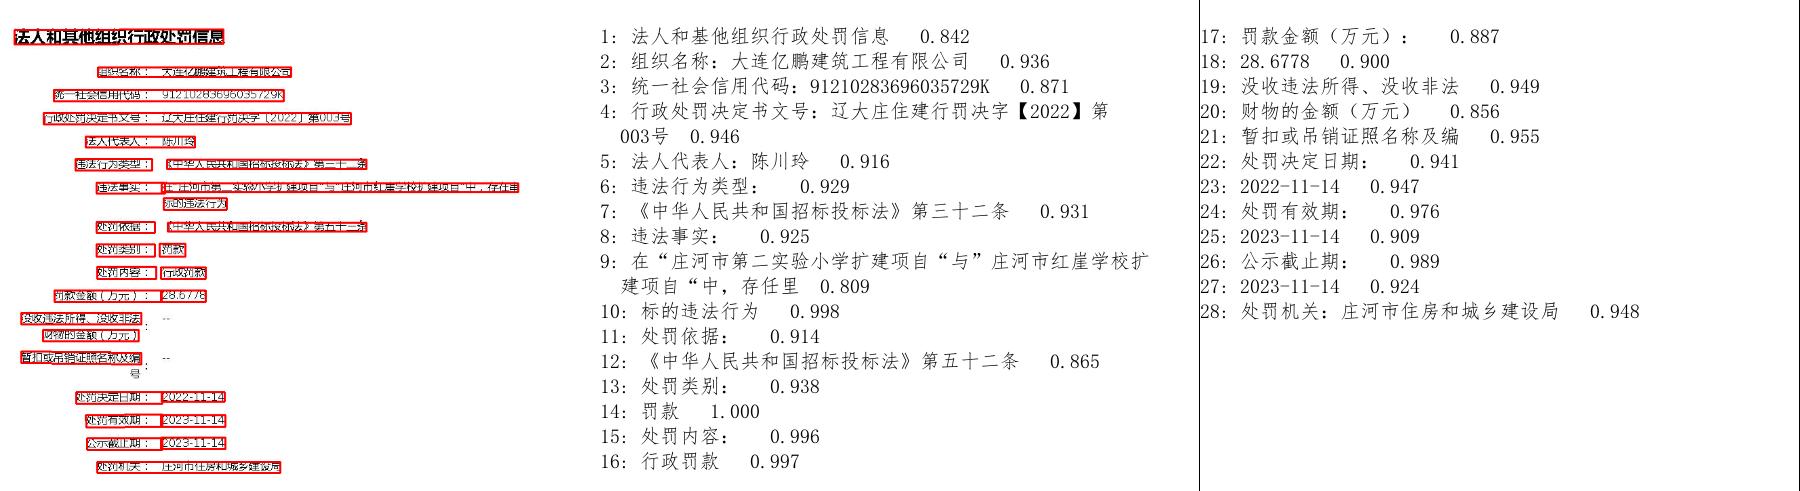 法人和其他组织行政处罚信息
组织名称： 大连亿鹏建筑工程有限公司
统一社会信用代码： 91210283696035729K
行政处罚决定书文号： 辽大庄住建行罚决字〔2022〕第003号
法人代表人： 陈川玲
违法行为类型： 《中华人民共和国招标投标法》第三十二条
违法事实： 在"庄河市第二实验小学扩建项目"与"庄河市红崖学校扩建项目"中，存在串
标的违法行为
处罚依据： 《中华人民共和国招标投标法》第五十三条
处罚类别： 罚款
处罚内容： 行政罚款
罚款金额（万元）： 28.6778
没收违法所得、没收非法
财物的金额（万元） ： --
暂扣或吊销证照名称及编
号 ： --
处罚决定日期： 2022-11-14
处罚有效期： 2023-11-14
公示截止期： 2023-11-14
处罚机关： 庄河市住房和城乡建设局
1: 法人和基他组织行政处罚信息 0.842
2: 组织名称：大连亿鹏建筑工程有限公司 0.936
3: 统一社会信用代码：91210283696035729K 0.871
4: 行政处罚决定书文号：辽大庄住建行罚决字【2022】第
003号 0.946
5: 法人代表人：陈川玲 0.916
6: 违法行为类型： 0.929
7: 《中华人民共和国招标投标法》第三十二条 0.931
8: 违法事实： 0.925
9: 在“庄河市第二实验小学扩建项自“与”庄河市红崖学校扩
建项自“中，存任里 0.809
10: 标的违法行为 0.998
11: 处罚依据： 0.914
12: 《中华人民共和国招标投标法》第五十二条 0.865
13: 处罚类别： 0.938
14: 罚款 1.000
15: 处罚内容： 0.996
16: 行政罚款 0.997
17: 罚款金额（万元）： 0.887
18: 28.6778 0.900
19: 没收违法所得、没收非法 0.949
20: 财物的金额（万元） 0.856
21: 暂扣或吊销证照名称及编 0.955
22: 处罚决定日期： 0.941
23: 2022-11-14 0.947
24: 处罚有效期： 0.976
25: 2023-11-14 0.909
26: 公示截止期： 0.989
27: 2023-11-14 0.924
28: 处罚机关：庄河市住房和城乡建设局 0.948